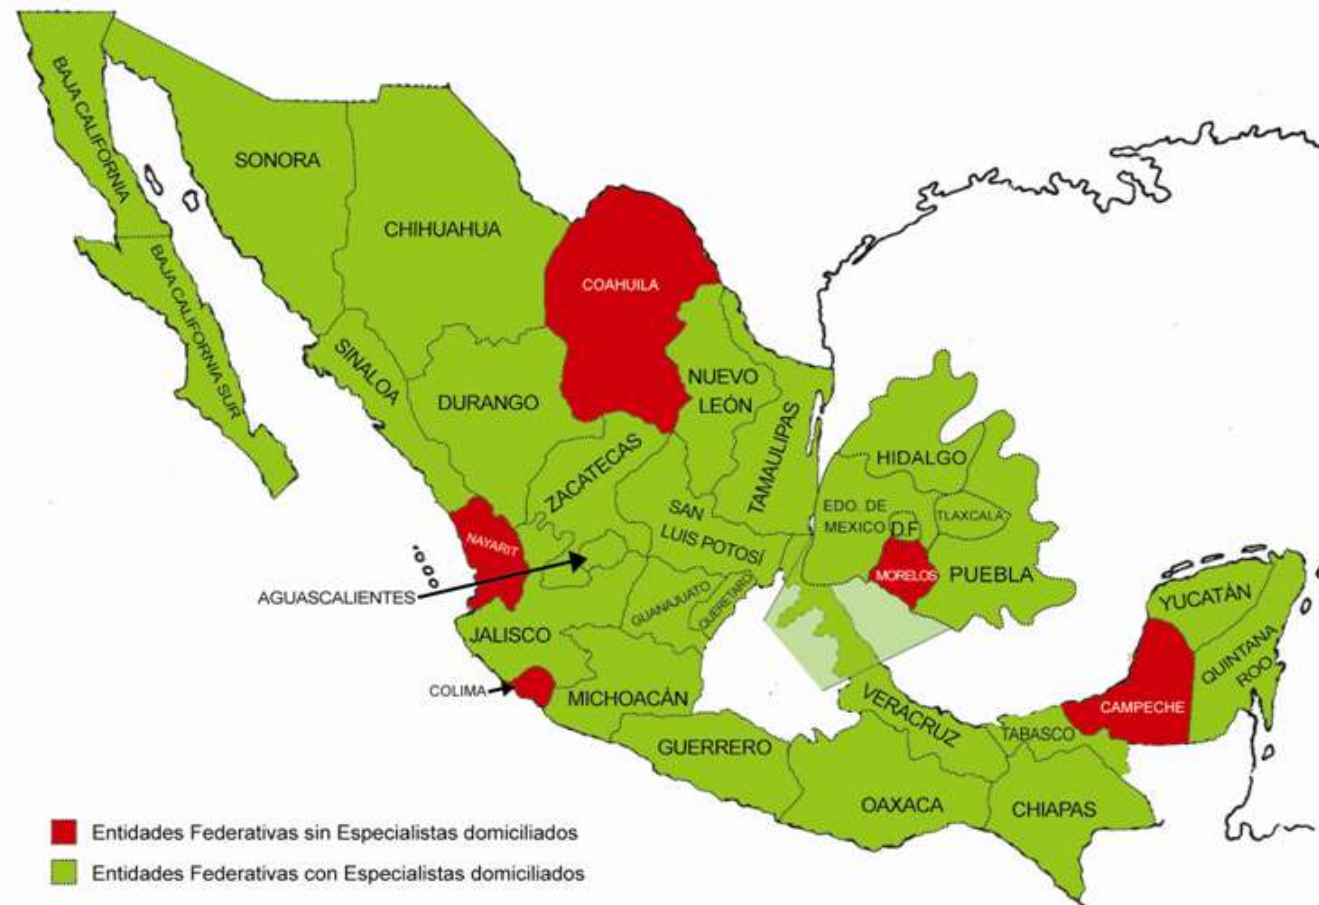 BAJA CALIFORNIA
SONORA
CHIHUAHUA
COAHUILA
BAJA CALIFORNIA SUR
SINALOA
DURANGO
NUEVO
LEÓN
TAMAULIPAS
ZACATECAS
SAN
LUIS POTOSÍ
HIDALGO
EDO. DE
MEXICO
D.F
TLAXCALA
MORELOS
PUEBLA
NAYARIT
AGUASCALIENTES
GUANAJUATO
QUERETARO
JALISCO
COLIMA
MICHOACÁN
GUERRERO
VERACRUZ
OAXACA
TABASCO
CHIAPAS
CAMPECHE
YUCATÁN
QUINTANA
ROO
Entidades Federativas sin Especialistas domiciliados
Entidades Federativas con Especialistas domiciliados